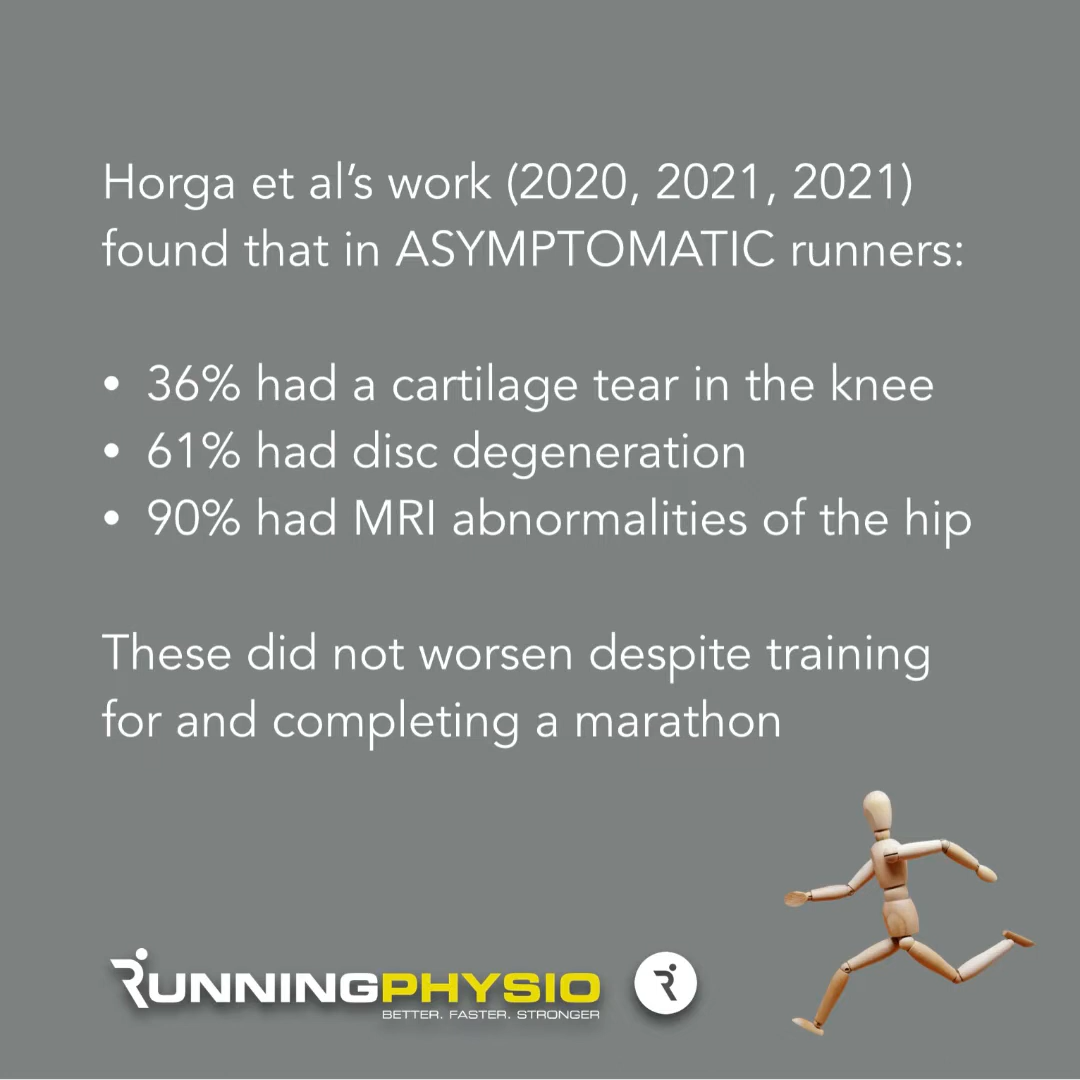 Horga et al’s work (2020, 2021, 2021)
found that in ASYMPTOMATIC runners:
• 36% had a cartilage tear in the knee
• 61% had disc degeneration
• 90% had MRI abnormalities of the hip
These did not worsen despite training
for and completing a marathon
RUNNINGPHYSIO
BETTER. FASTER. STRONGER